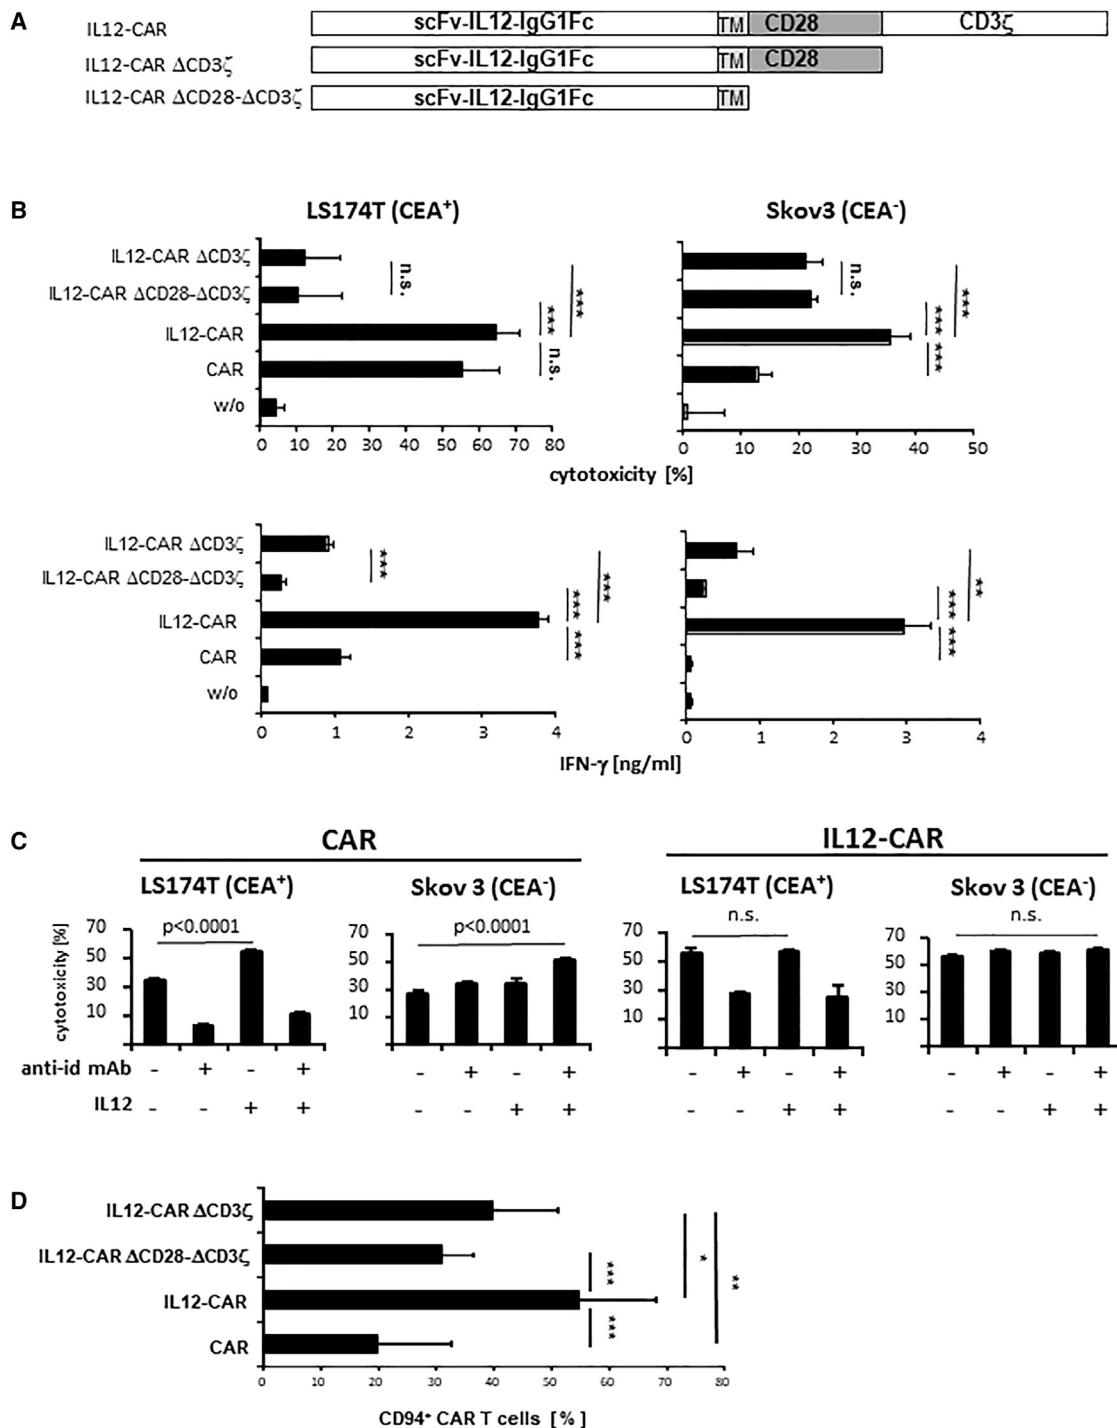 A
IL12-CAR scFv-IL12-IgG1Fc TM CD28 CD3ζ
IL12-CAR ΔCD3ζ scFv-IL12-IgG1Fc TM CD28
IL12-CAR ΔCD28-ΔCD3ζ scFv-IL12-IgG1Fc TM
B
LS174T (CEA⁺) Skov3 (CEA⁻)
IL12-CAR ΔCD3ζ
IL12-CAR ΔCD28-ΔCD3ζ
IL12-CAR
CAR
w/o
n.s. *** *** n.s.
n.s. *** *** ***
0 10 20 30 40 50 60 70 80
0 10 20 30 40 50
cytotoxicity [%]
IL12-CAR ΔCD3ζ
IL12-CAR ΔCD28-ΔCD3ζ
IL12-CAR
CAR
w/o
*** *** *** ***
** *** ***
0 1 2 3 4
0 1 2 3 4
IFN-γ [ng/ml]
C
CAR IL12-CAR
LS174T (CEA⁺) Skov 3 (CEA⁻) LS174T (CEA⁺) Skov 3 (CEA⁻)
p<0.0001 p<0.0001 n.s. n.s.
cytotoxicity [%]
70 70 70 70
50 50 50 50
30 30 30 30
10 10 10 10
anti-id mAb - + - + - + - + - + - + - + - +
IL12 - - + + - - + + - - + + - - + +
D
IL12-CAR ΔCD3ζ
IL12-CAR ΔCD28-ΔCD3ζ
IL12-CAR
CAR
*** *** * **
0 10 20 30 40 50 60 70 80
CD94⁺ CAR T cells [%]